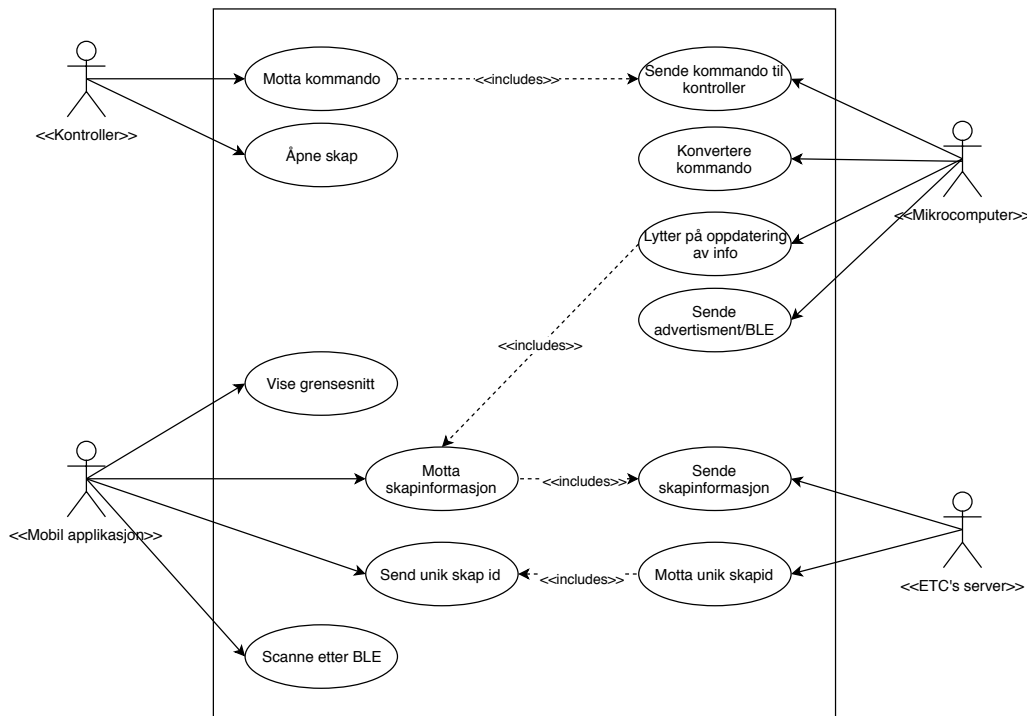 Motta kommando
<<includes>>
Sende kommando til
kontroller
<<Kontroller>>
Åpne skap
Konvertere
kommando
<<Mikrocomputer>>
Lytter på oppdatering
av info
Sende
advertisment/BLE
<<includes>>
Vise grensesnitt
Motta
skapinformasjon
<<includes>>
Sende
skapinformasjon
<<Mobil applikasjon>>
Send unik skap id
<<includes>>
Motta unik skapid
<<ETC's server>>
Scanne etter BLE